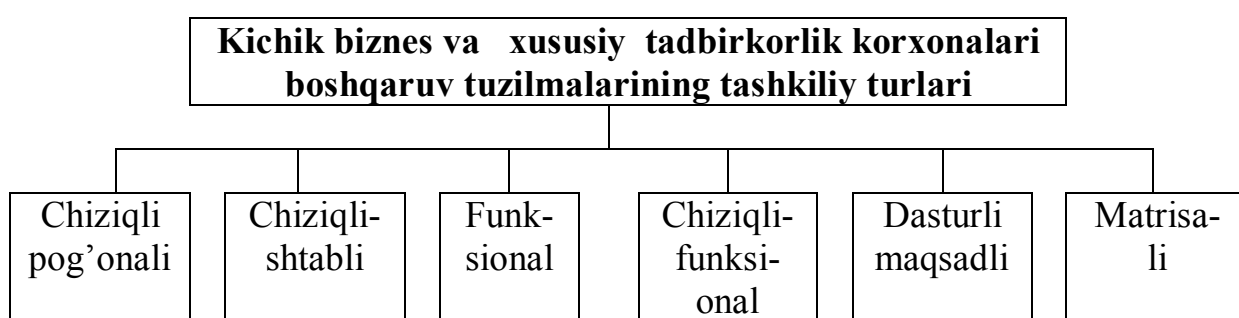 Kichik biznes va xususiy tadbirkorlik korxonalari
boshqaruv tuzilmalarining tashkiliy turlari
Chiziqli
pog’onali
Chiziqli-
shtabli
Funk-
sional
Chiziqli-
funksi-
onal
Dasturli
maqsadli
Matrisa-
li